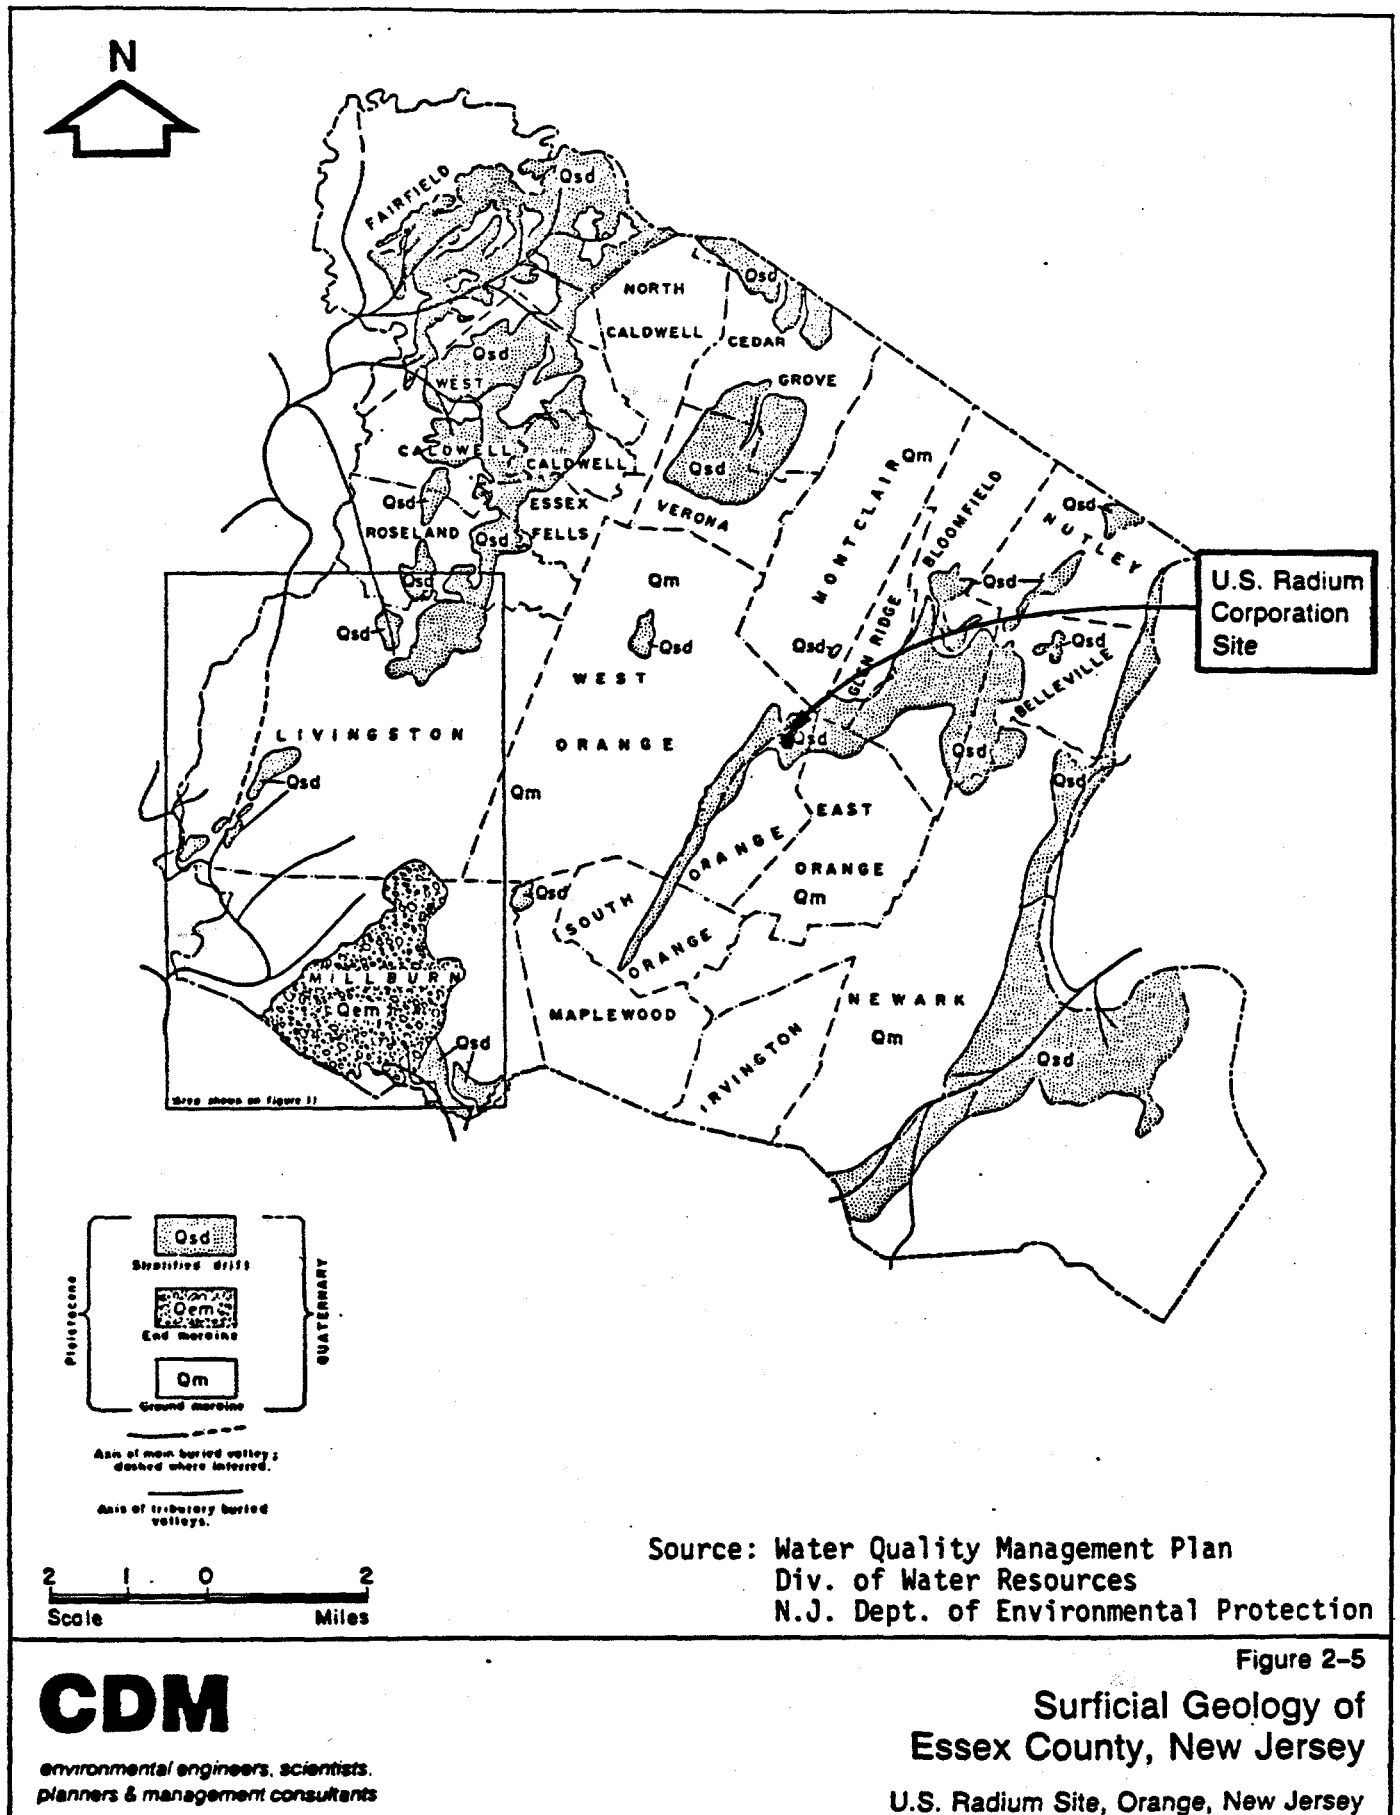 N
Qsd
FAIRFIELD
Qsd
NORTH
CALDWELL
CEDAR
GROVE
Qsd
WEST
CALDWELL
CALDWELL
Qsd
Qm
MONTCLAIR
BLOOMFIELD
Qsd
NUTLEY
Qsd
ESSEX
FELLS
VERONA
ROSELAND
Qsd
U.S. Radium
Corporation
Site
Qsd
Qm
Qsd
Qsd
Qsd
Qsd
GLEN RIDGE
Qsd
BELLEVILLE
WEST
ORANGE
LIVINGSTON
Qsd
Qsd
Qsd
Qsd
Qm
EAST
ORANGE
Qm
ORANGE
Qsd
SOUTH
ORANGE
MILLBURN
Qem
MAPLEWOOD
NEWARK
Qm
IRVINGTON
Qsd
Qsd
(Area shown on figure 11
Pleistocene
QUATERNARY
Qsd
Stratified drift
Qem
End moraine
Qm
Ground moraine
Axis of main buried valley;
dashed where inferred.
Axis of tributary buried
valleys.
2 1 0 2
Scale Miles
Source: Water Quality Management Plan
Div. of Water Resources
N.J. Dept. of Environmental Protection
CDM
environmental engineers, scientists,
planners & management consultants
Figure 2-5
Surficial Geology of
Essex County, New Jersey
U.S. Radium Site, Orange, New Jersey